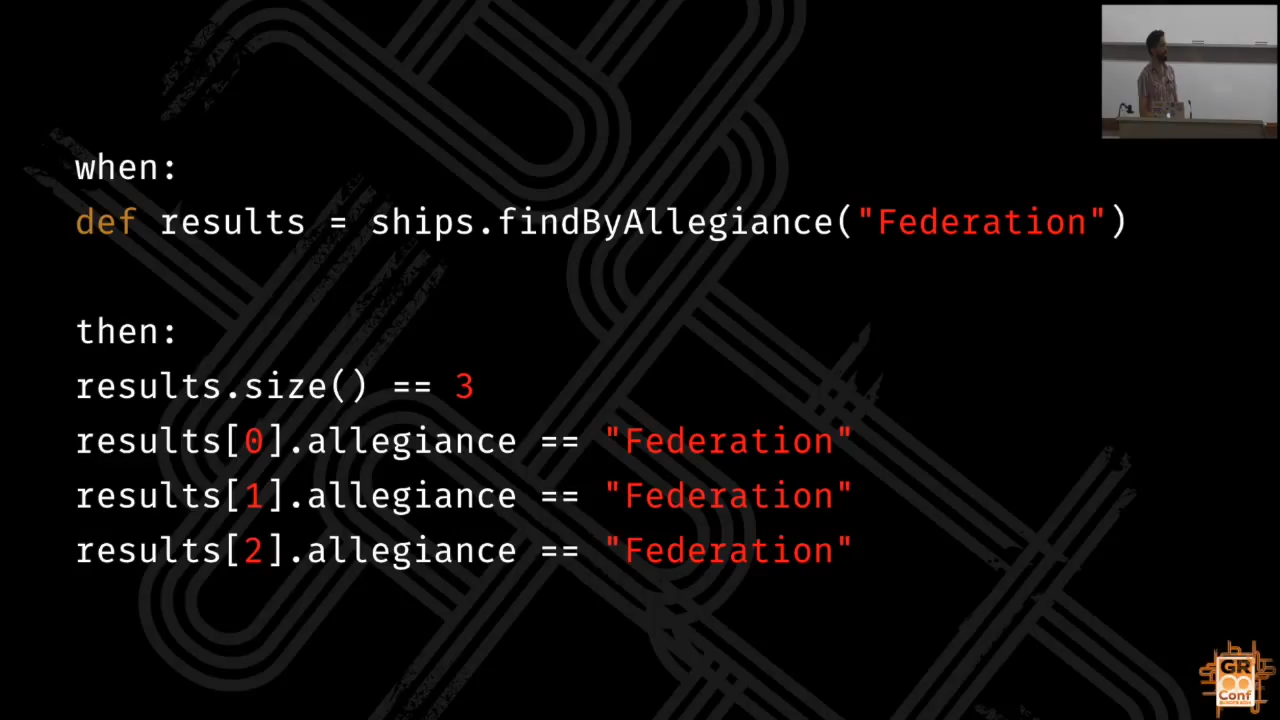 when:
def results = ships.findByAllegiance("Federation")
then:
results.size() == 3
results[0].allegiance == "Federation"
results[1].allegiance == "Federation"
results[2].allegiance == "Federation"
GR
Conf